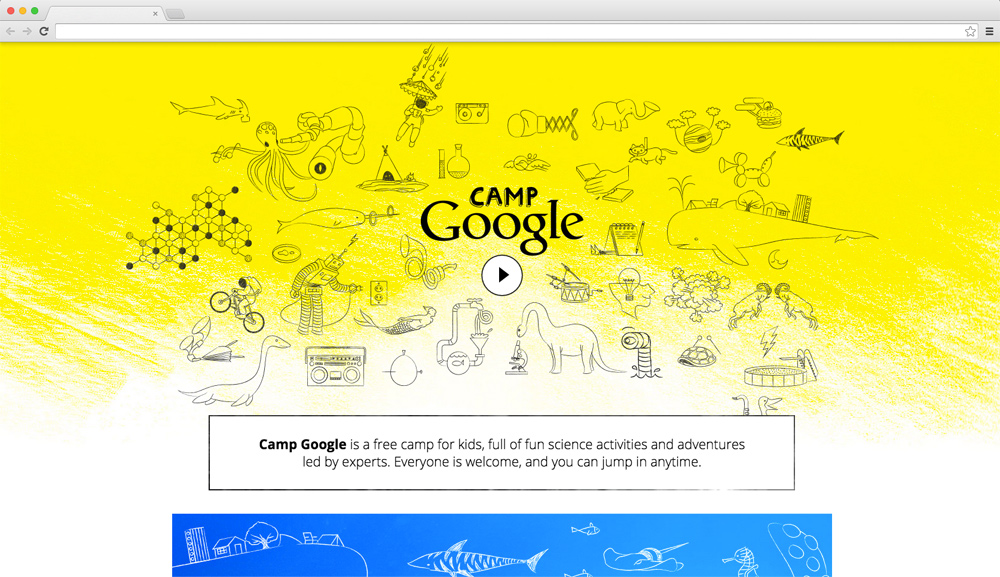 CAMP
Google
Camp Google is a free camp for kids, full of fun science activities and adventures
led by experts. Everyone is welcome, and you can jump in anytime.